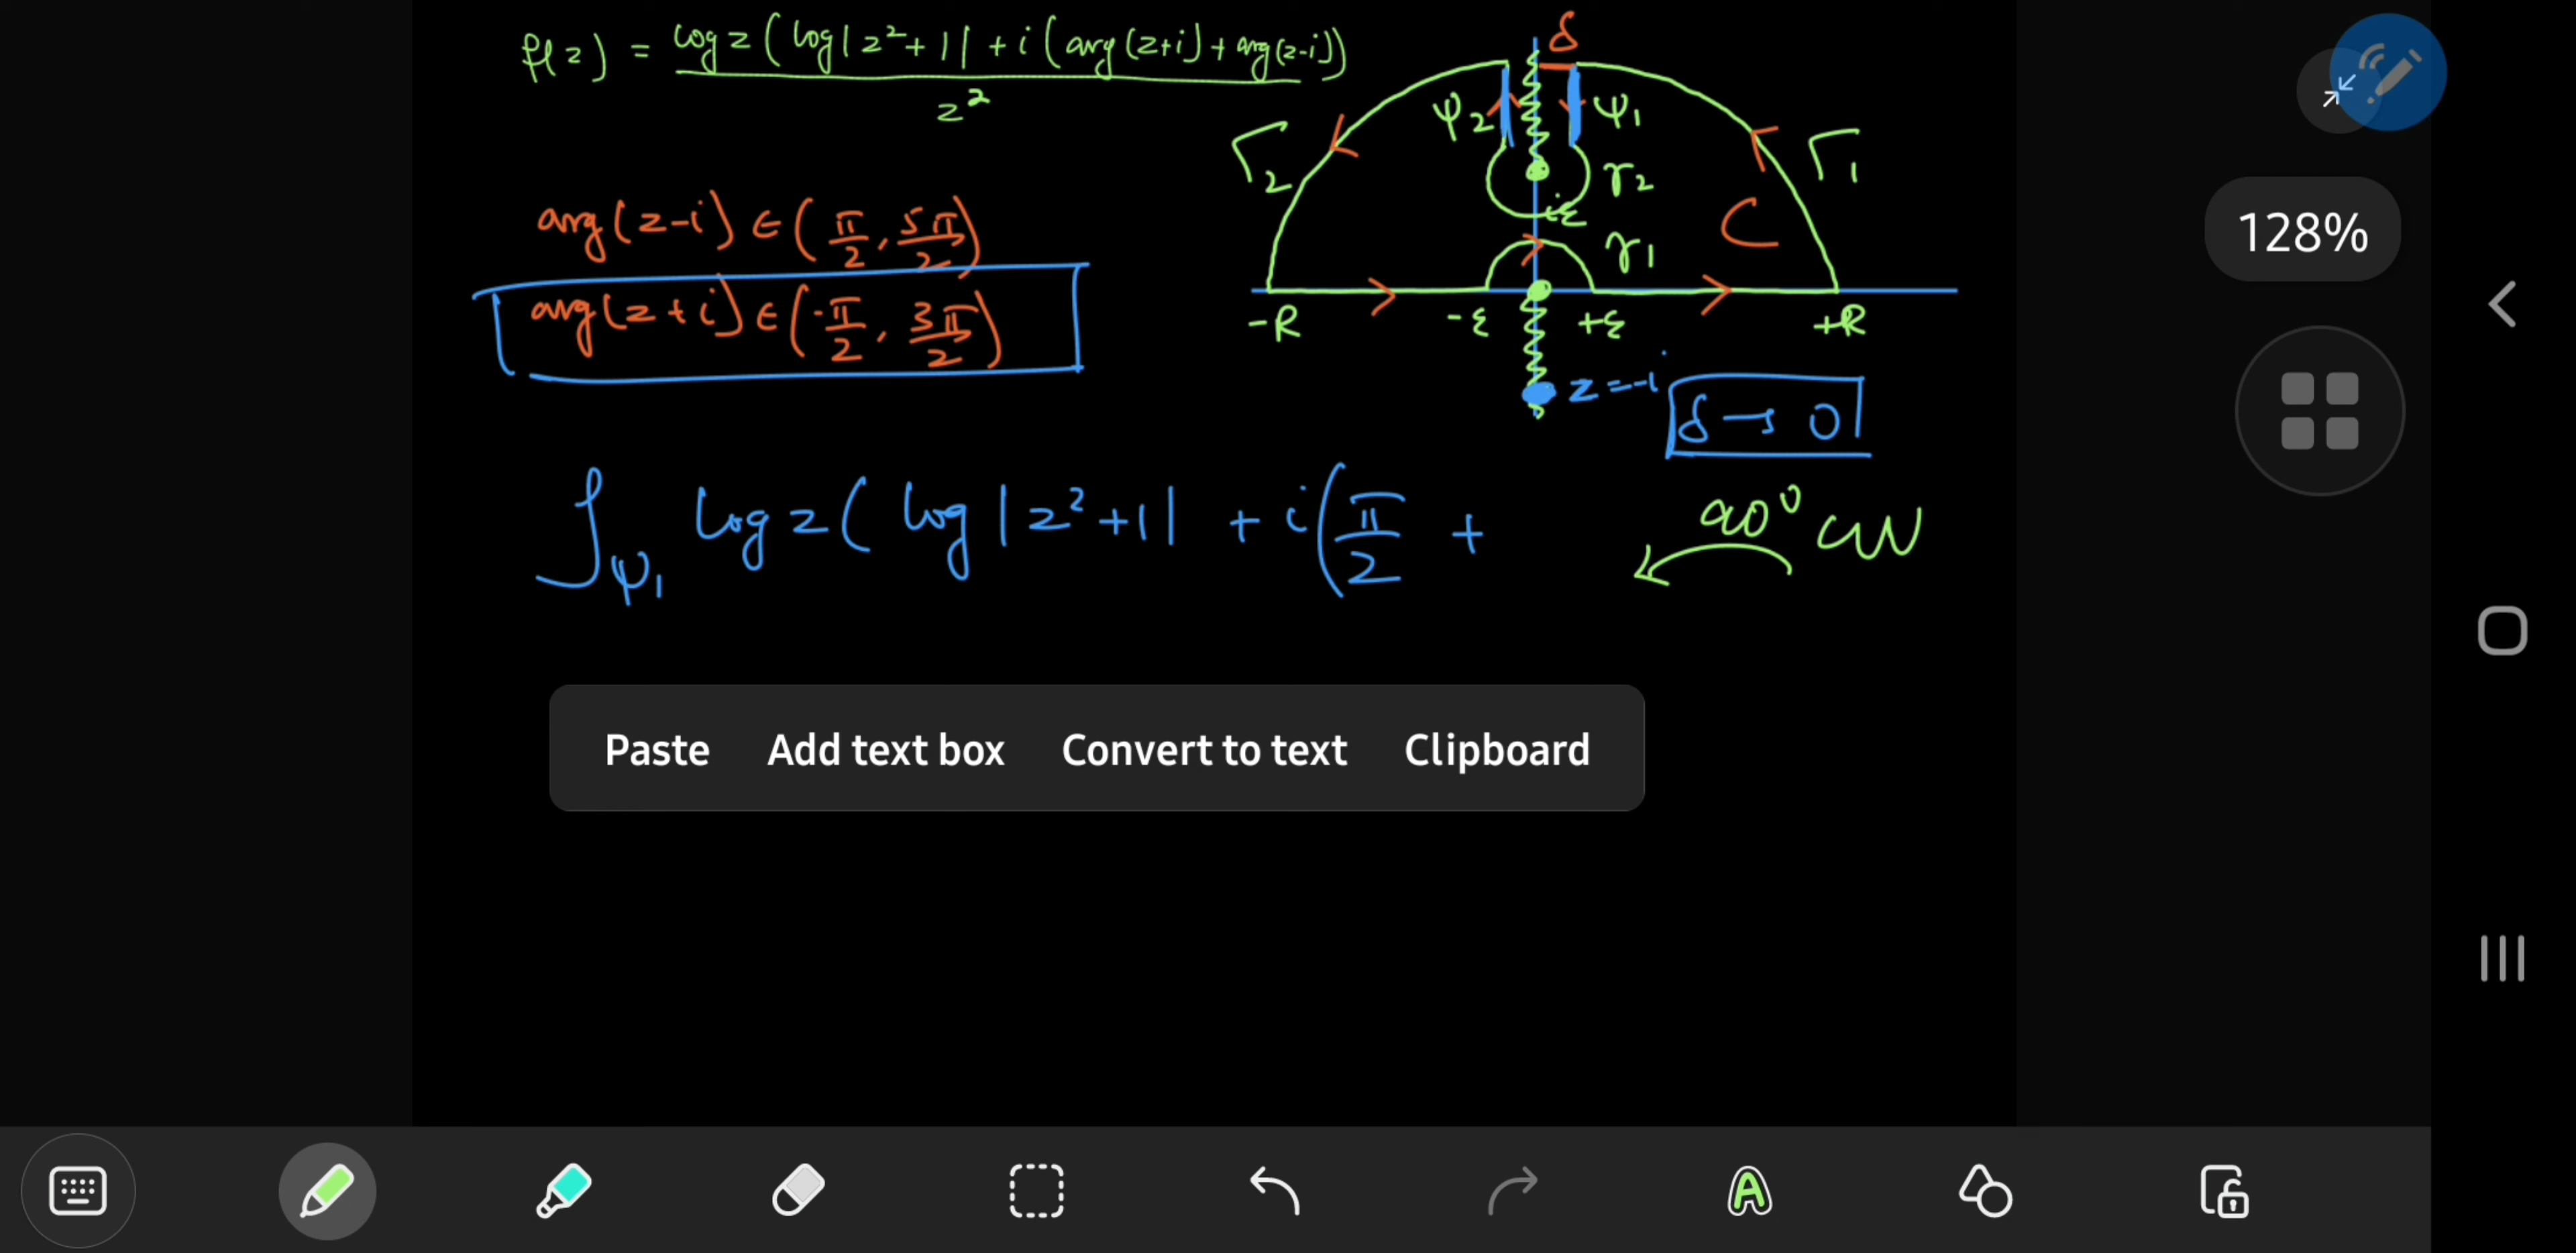 f(z) = log z ( log|z²+1| + i ( arg(z+i) + arg(z-i) ) ) / z²
δ
ψ₂ ψ₁
Γ₂ Γ₁
γ₂
arg(z-i) ∈ ( π/2, 5π/2 )
iε
C
γ₁
arg(z+i) ∈ ( -π/2, 3π/2 )
-R -ε +ε +R
z=-i
δ → 0
∫ψ₁ log z ( log|z²+1| + i( π/2 +
90°
128%
Paste Add text box Convert to text Clipboard
A